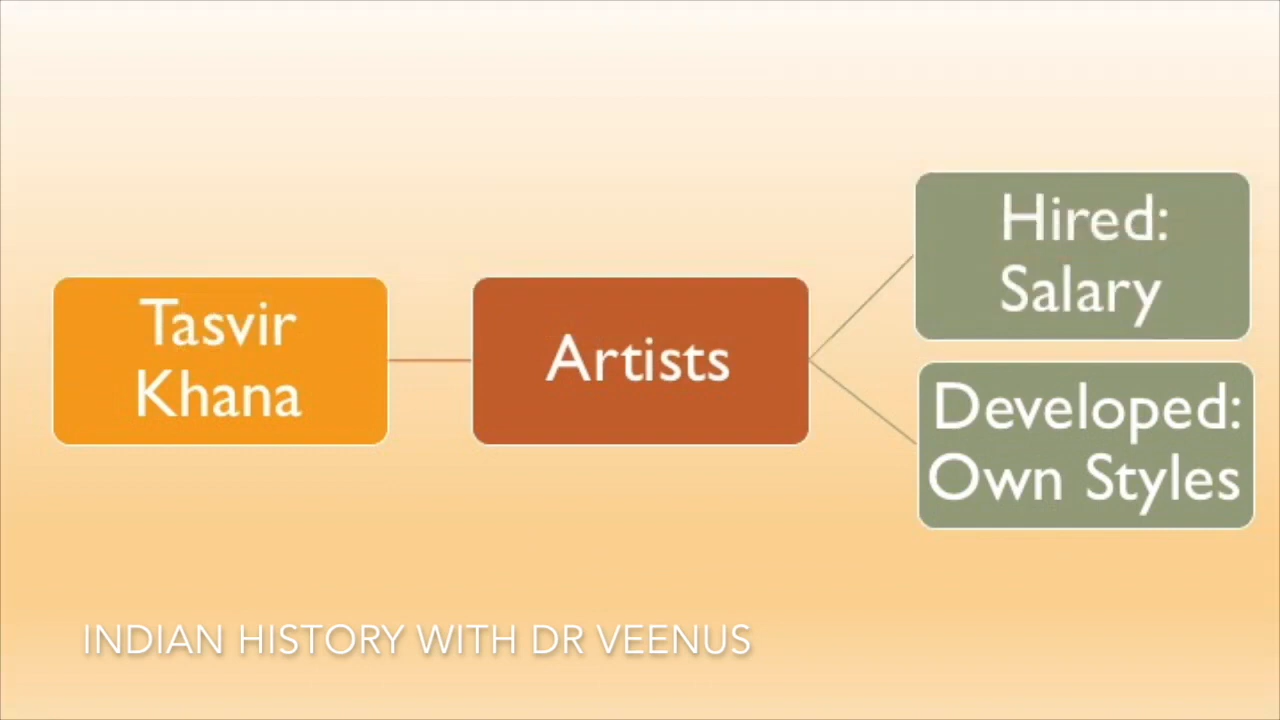 Tasvir
Khana
Artists
Hired:
Salary
Developed:
Own Styles
INDIAN HISTORY WITH DR VEENUS